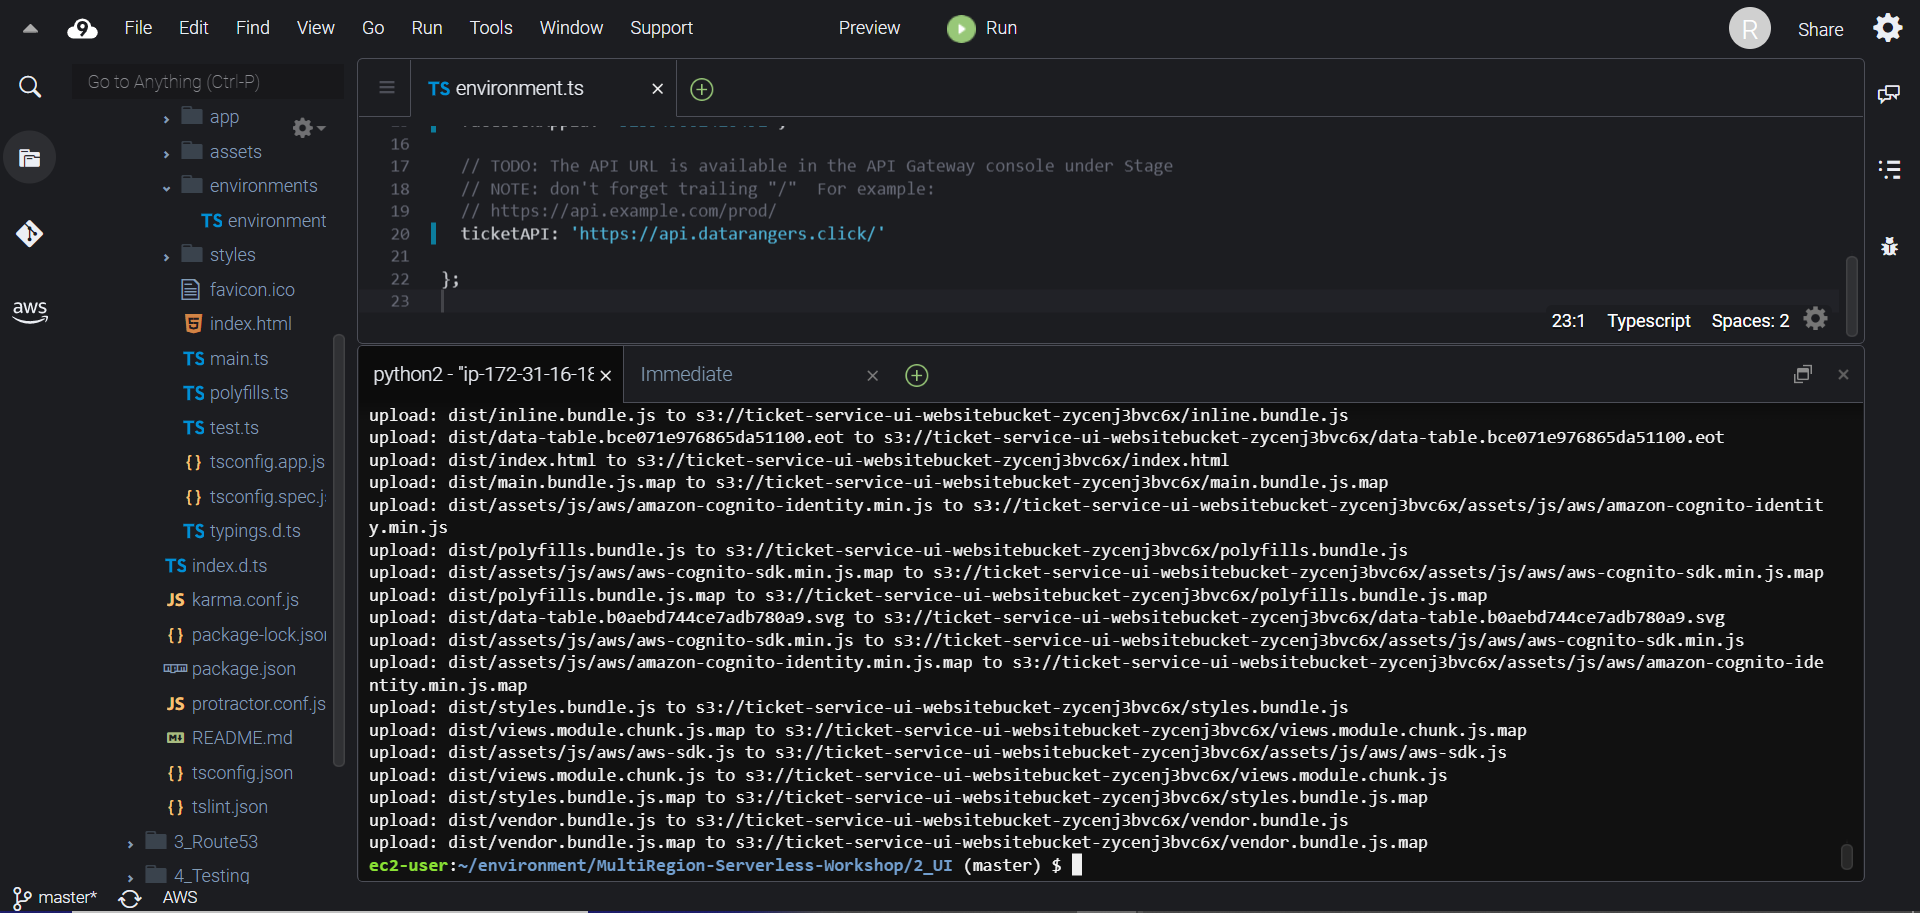 File Edit Find View Go Run Tools Window Support Preview Run R Share
Go to Anything (Ctrl-P)
app
assets
environments
TS environment
styles
favicon.ico
index.html
TS main.ts
TS polyfills.ts
TS test.ts
{} tsconfig.app.js
{} tsconfig.spec.j
TS typings.d.ts
TS index.d.ts
JS karma.conf.js
{} package-lock.jso
package.json
JS protractor.conf.js
README.md
{} tsconfig.json
{} tslint.json
3_Route53
4_Testing
aws
TS environment.ts
16
17 // TODO: The API URL is available in the API Gateway console under Stage
18 // NOTE: don't forget trailing "/" For example:
19 // https://api.example.com/prod/
20 ticketAPI: 'https://api.datarangers.click/'
21
22 };
23
23:1 Typescript Spaces: 2
python2 - "ip-172-31-16-18 Immediate
upload: dist/inline.bundle.js to s3://ticket-service-ui-websitebucket-zycenj3bvc6x/inline.bundle.js
upload: dist/data-table.bce071e976865da51100.eot to s3://ticket-service-ui-websitebucket-zycenj3bvc6x/data-table.bce071e976865da51100.eot
upload: dist/index.html to s3://ticket-service-ui-websitebucket-zycenj3bvc6x/index.html
upload: dist/main.bundle.js.map to s3://ticket-service-ui-websitebucket-zycenj3bvc6x/main.bundle.js.map
upload: dist/assets/js/aws/amazon-cognito-identity.min.js to s3://ticket-service-ui-websitebucket-zycenj3bvc6x/assets/js/aws/amazon-cognito-identit
y.min.js
upload: dist/polyfills.bundle.js to s3://ticket-service-ui-websitebucket-zycenj3bvc6x/polyfills.bundle.js
upload: dist/assets/js/aws/aws-cognito-sdk.min.js.map to s3://ticket-service-ui-websitebucket-zycenj3bvc6x/assets/js/aws/aws-cognito-sdk.min.js.map
upload: dist/polyfills.bundle.js.map to s3://ticket-service-ui-websitebucket-zycenj3bvc6x/polyfills.bundle.js.map
upload: dist/data-table.b0aebd744ce7adb780a9.svg to s3://ticket-service-ui-websitebucket-zycenj3bvc6x/data-table.b0aebd744ce7adb780a9.svg
upload: dist/assets/js/aws/aws-cognito-sdk.min.js to s3://ticket-service-ui-websitebucket-zycenj3bvc6x/assets/js/aws/aws-cognito-sdk.min.js
upload: dist/assets/js/aws/amazon-cognito-identity.min.js.map to s3://ticket-service-ui-websitebucket-zycenj3bvc6x/assets/js/aws/amazon-cognito-ide
ntity.min.js.map
upload: dist/styles.bundle.js to s3://ticket-service-ui-websitebucket-zycenj3bvc6x/styles.bundle.js
upload: dist/views.module.chunk.js.map to s3://ticket-service-ui-websitebucket-zycenj3bvc6x/views.module.chunk.js.map
upload: dist/assets/js/aws/aws-sdk.js to s3://ticket-service-ui-websitebucket-zycenj3bvc6x/assets/js/aws/aws-sdk.js
upload: dist/views.module.chunk.js to s3://ticket-service-ui-websitebucket-zycenj3bvc6x/views.module.chunk.js
upload: dist/styles.bundle.js.map to s3://ticket-service-ui-websitebucket-zycenj3bvc6x/styles.bundle.js.map
upload: dist/vendor.bundle.js to s3://ticket-service-ui-websitebucket-zycenj3bvc6x/vendor.bundle.js
upload: dist/vendor.bundle.js.map to s3://ticket-service-ui-websitebucket-zycenj3bvc6x/vendor.bundle.js.map
ec2-user:~/environment/MultiRegion-Serverless-Workshop/2_UI (master) $
master* AWS